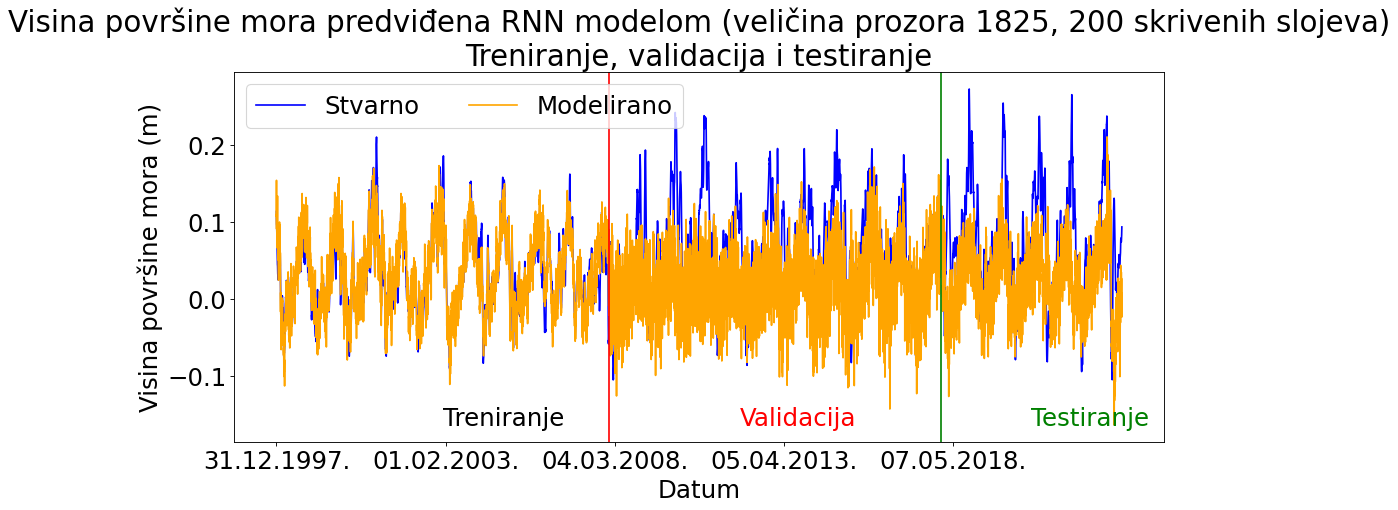 Visina površine mora predviđena RNN modelom (veličina prozora 1825, 200 skrivenih slojeva)
Treniranje, validacija i testiranje
Stvarno
Modelirano
Visina površine mora (m)
0.2
0.1
0.0
−0.1
Treniranje
Validacija
Testiranje
31.12.1997.
01.02.2003.
04.03.2008.
05.04.2013.
07.05.2018.
Datum